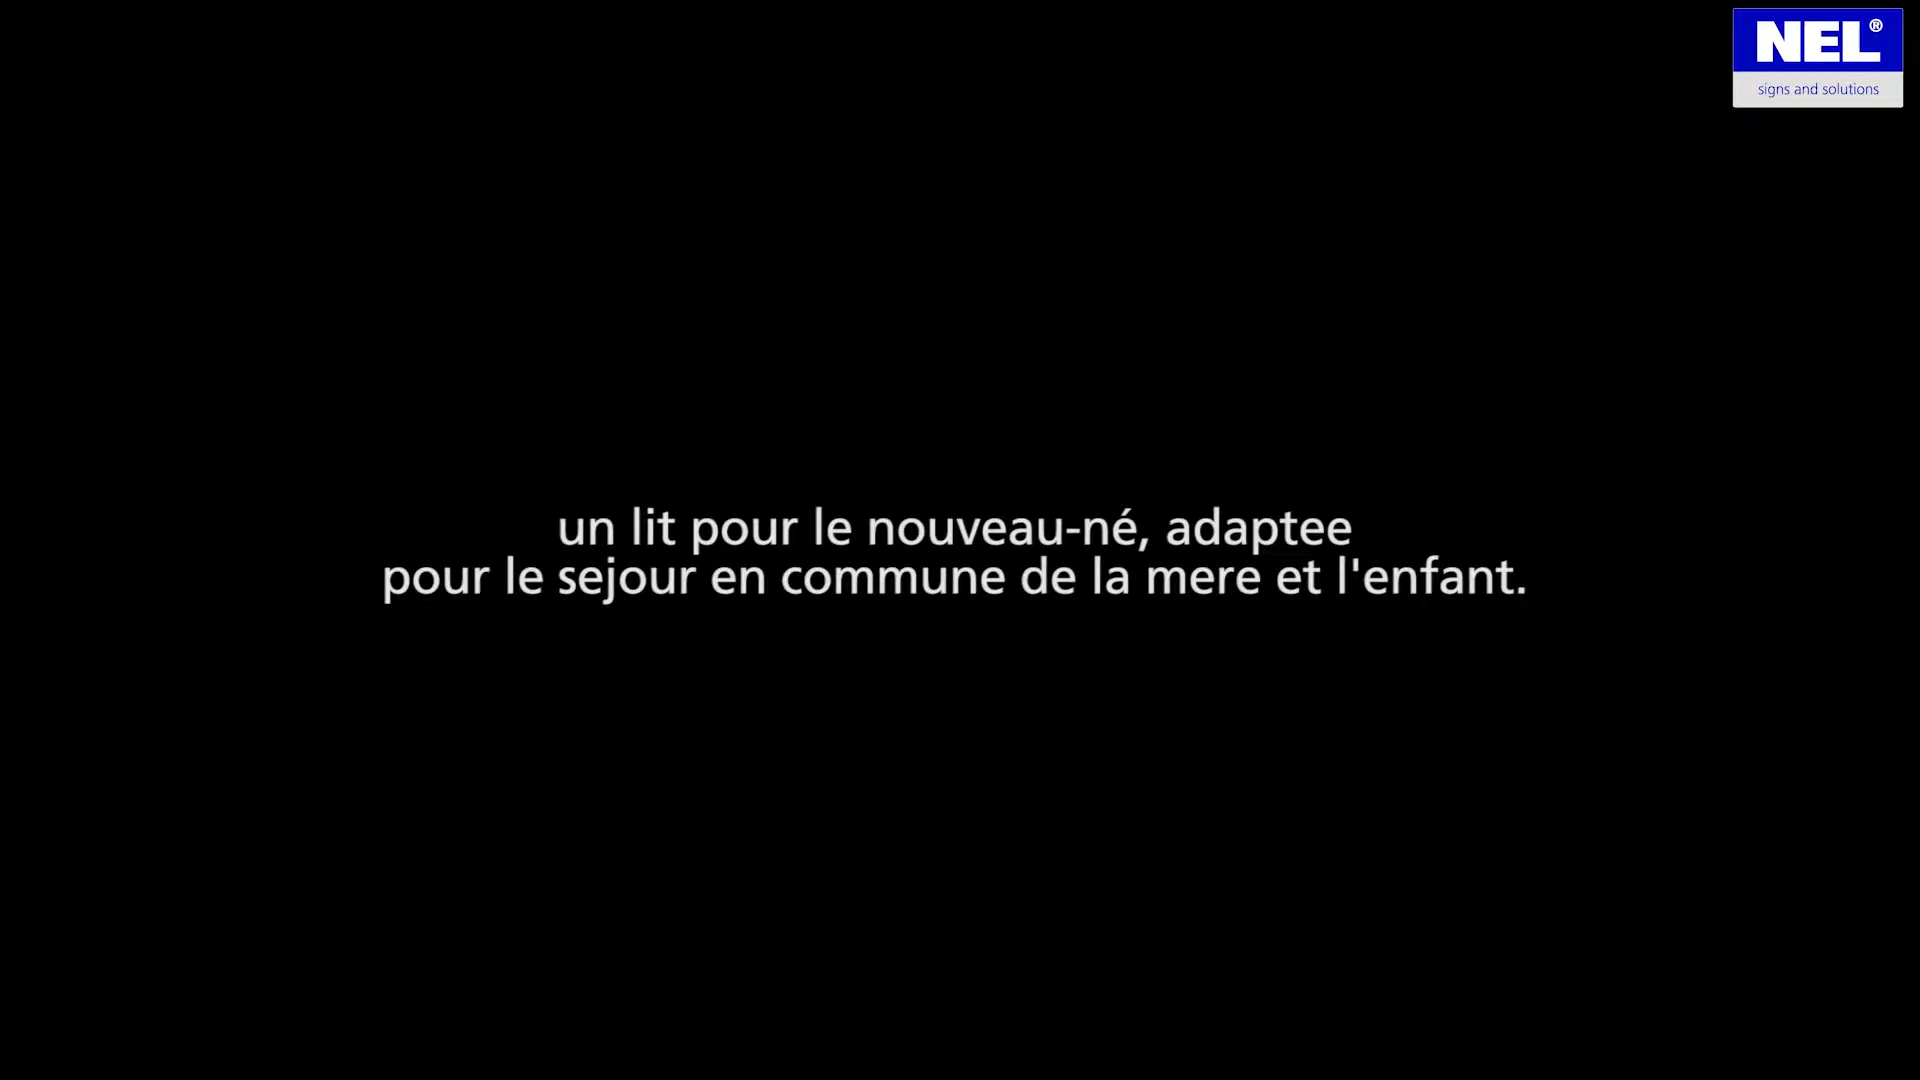 NEL®
signs and solutions
un lit pour le nouveau-né, adaptee
pour le sejour en commune de la mere et l'enfant.